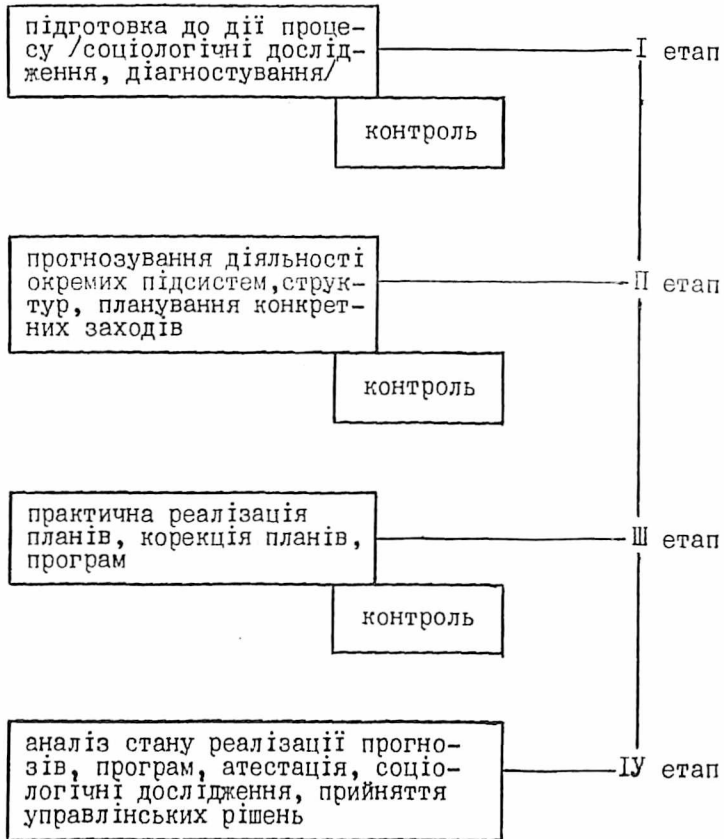 підготовка до дії проце-
су /соціологічні дослід-
ження, діагностування/
І етап
контроль
прогнозування діяльності
окремих підсистем,струк-
тур, планування конкрет-
них заходів
П етап
контроль
практична реалізація
планів, корекція планів,
програм
Ш етап
контроль
аналіз стану реалізації прогно-
зів, програм, атестація, соціо-
логічні дослідження, прийняття
управлінських рішень
ІУ етап